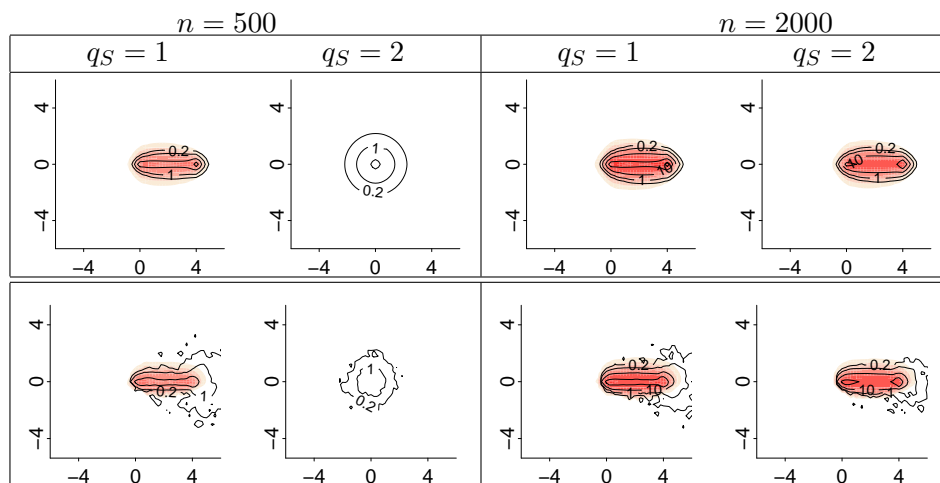 n = 500 n = 2000
q_S = 1 q_S = 2 q_S = 1 q_S = 2
4 4 4 4
0.2 1 0.2 0.2
0 0 0 10 0 10
1 0.2 1 1
−4 −4 −4 −4
−4 0 4 −4 0 4 −4 0 4 −4 0 4
4 4 4 4
1 0.2 0.2
0 0 0 0
0.2 1 0.2 1 10 10 1
−4 −4 −4 −4
−4 0 4 −4 0 4 −4 0 4 −4 0 4